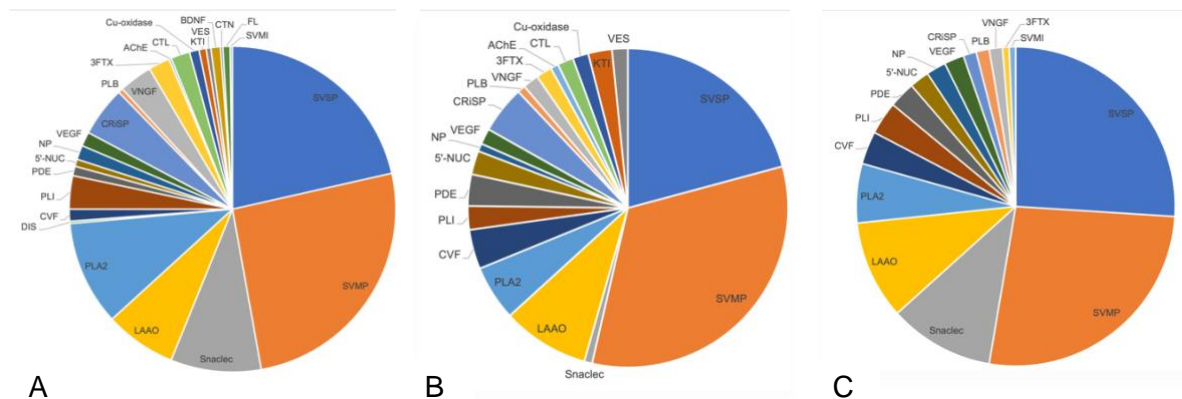 SVSP
SVMP
Snaclec
LAAO
PLA2
DIS
CVF
PLI
PDE
5'-NUC
NP
VEGF
CRiSP
PLB
VNGF
3FTX
AChE
CTL
Cu-oxidase
KTI
VES
BDNF
CTN
FL
SVMI
A
SVSP
SVMP
Snaclec
LAAO
PLA2
CVF
PLI
PDE
5'-NUC
NP
VEGF
CRiSP
PLB
VNGF
3FTX
AChE
CTL
Cu-oxidase
KTI
VES
B
SVSP
SVMP
Snaclec
LAAO
PLA2
CVF
PLI
PDE
5'-NUC
NP
VEGF
CRiSP
PLB
VNGF
3FTX
SVMI
C